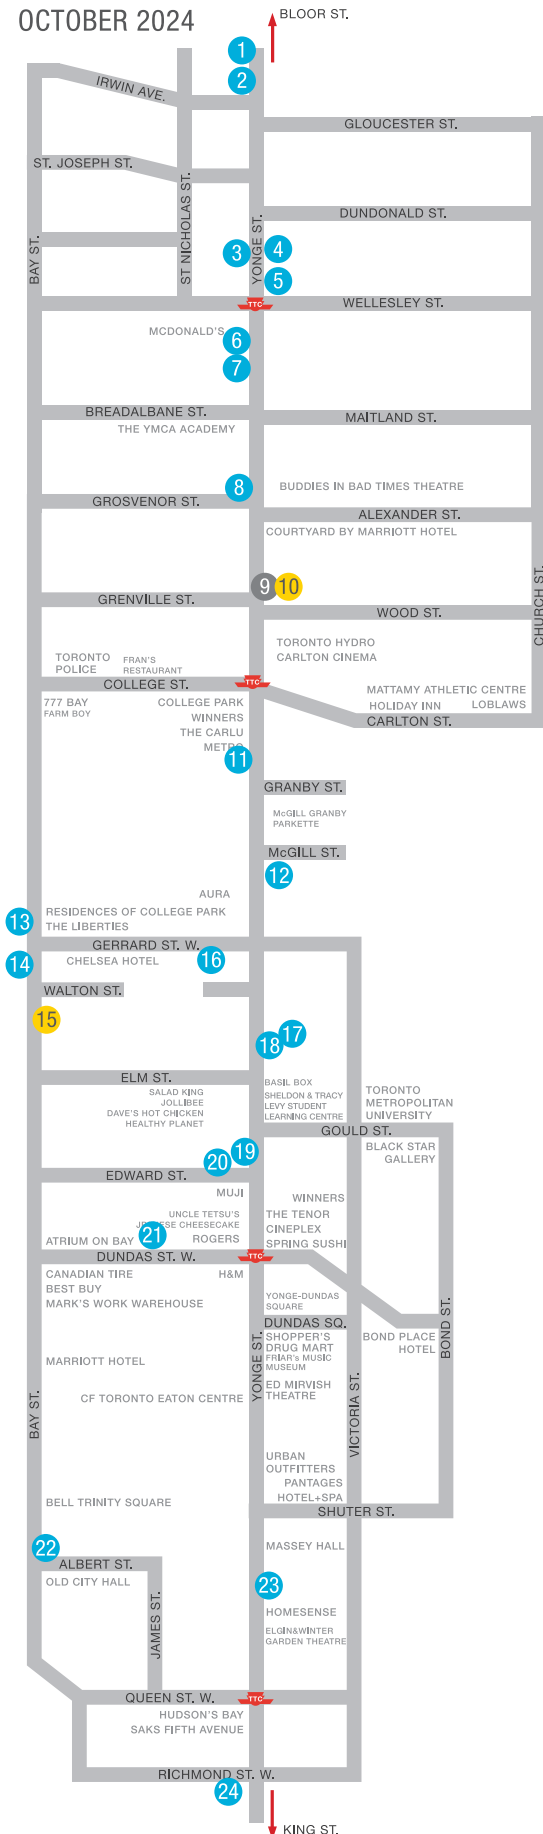 OCTOBER 2024
BLOOR ST.
1
2
IRWIN AVE.
GLOUCESTER ST.
ST. JOSEPH ST.
ST NICHOLAS ST.
DUNDONALD ST.
BAY ST.
YONGE ST.
3
4
5
TTC
WELLESLEY ST.
MCDONALD'S
6
7
BREADALBANE ST.
MAITLAND ST.
THE YMCA ACADEMY
8
BUDDIES IN BAD TIMES THEATRE
GROSVENOR ST.
ALEXANDER ST.
COURTYARD BY MARRIOTT HOTEL
CHURCH ST.
9
10
GRENVILLE ST.
WOOD ST.
TORONTO
POLICE
FRAN'S
RESTAURANT
TORONTO HYDRO
CARLTON CINEMA
COLLEGE ST.
TTC
777 BAY
FARM BOY
COLLEGE PARK
WINNERS
THE CARLU
METRO
MATTAMY ATHLETIC CENTRE
HOLIDAY INN
LOBLAWS
CARLTON ST.
11
GRANBY ST.
McGILL GRANBY
PARKETTE
McGILL ST.
12
AURA
13
RESIDENCES OF COLLEGE PARK
THE LIBERTIES
GERRARD ST. W.
14
CHELSEA HOTEL
16
WALTON ST.
15
17
18
ELM ST.
SALAD KING
JOLLIBEE
DAVE'S HOT CHICKEN
HEALTHY PLANET
BASIL BOX
SHELDON & TRACY
LEVY STUDENT
LEARNING CENTRE
TORONTO
METROPOLITAN
UNIVERSITY
GOULD ST.
BLACK STAR
GALLERY
19
20
EDWARD ST.
MUJI
WINNERS
UNCLE TETSU'S
CHEESECAKE
ROGERS
THE TENOR
CINEPLEX
SPRING SUSHI
21
ATRIUM ON BAY
DUNDAS ST. W.
TTC
CANADIAN TIRE
BEST BUY
MARK'S WORK WAREHOUSE
H&M
YONGE-DUNDAS
SQUARE
DUNDAS SQ.
BOND PLACE
HOTEL
BOND ST.
SHOPPER'S
DRUG MART
FRIAR's MUSIC
MUSEUM
ED MIRVISH
THEATRE
YONGE ST.
VICTORIA ST.
BAY ST.
MARRIOTT HOTEL
CF TORONTO EATON CENTRE
URBAN
OUTFITTERS
PANTAGES
HOTEL+SPA
BELL TRINITY SQUARE
SHUTER ST.
MASSEY HALL
22
ALBERT ST.
OLD CITY HALL
JAMES ST.
23
HOMESENSE
ELGIN&WINTER
GARDEN THEATRE
QUEEN ST. W.
TTC
HUDSON'S BAY
SAKS FIFTH AVENUE
RICHMOND ST. W.
24
KING ST.